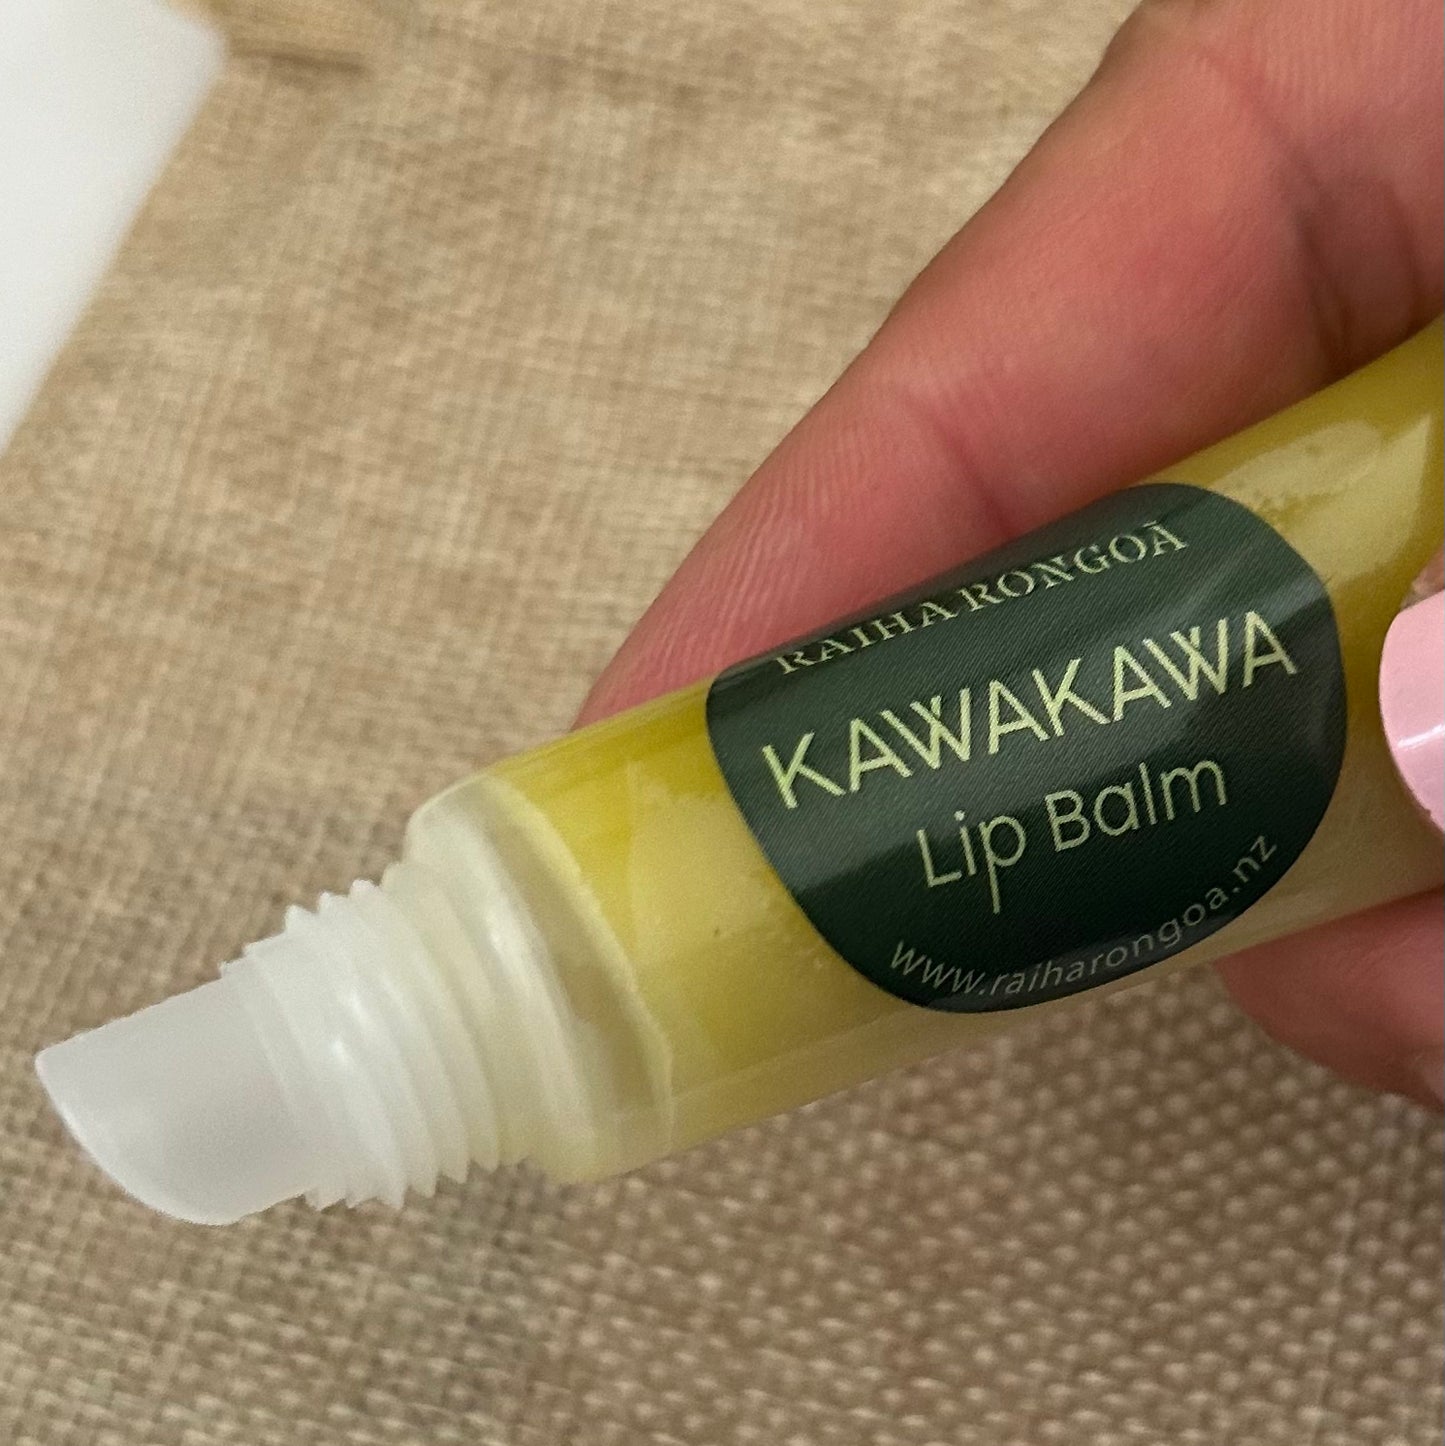 RAIHA RONGOĀ
KAWAKAWA
Lip Balm
www.raiharongoa.nz